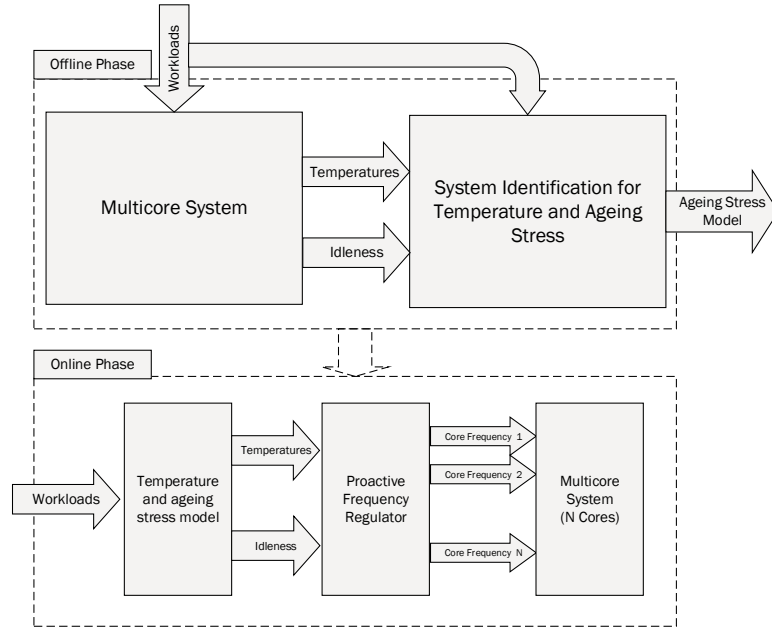 Workloads
Offline Phase
Multicore System
Temperatures
Idleness
System Identification for
Temperature and Ageing
Stress
Ageing Stress
Model
Online Phase
Workloads
Temperature
and ageing
stress model
Temperatures
Idleness
Proactive
Frequency
Regulator
Core Frequency 1
Core Frequency 2
Core Frequency N
Multicore
System
(N Cores)